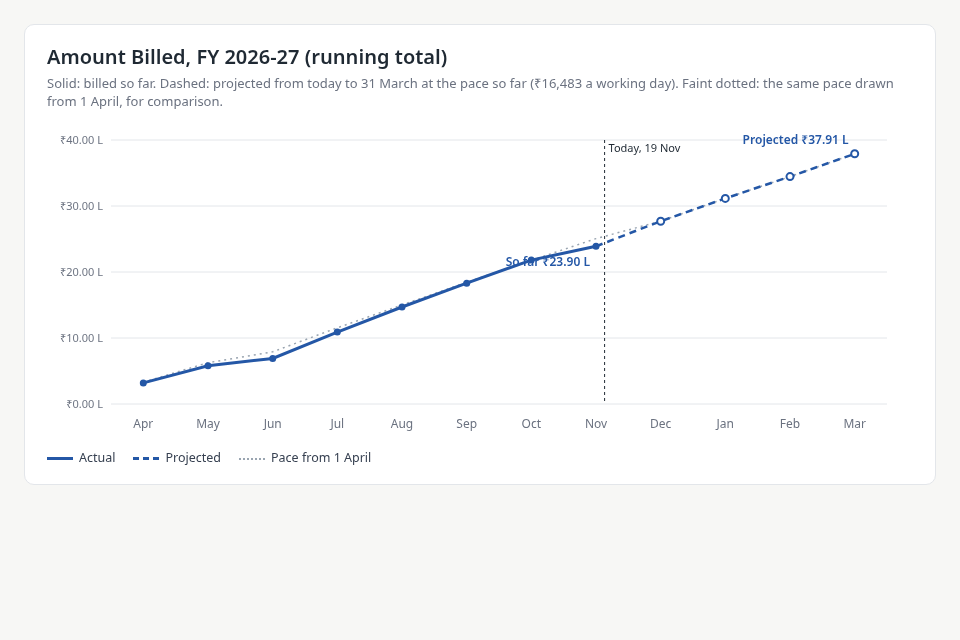 Amount Billed, FY 2026-27 (running total)
Solid: billed so far. Dashed: projected from today to 31 March at the pace so far (₹16,483 a working day). Faint dotted: the same pace drawn
from 1 April, for comparison.
₹40.00 L
Projected ₹37.91 L
Today, 19 Nov
₹30.00 L
So far ₹23.90 L
₹20.00 L
₹10.00 L
₹0.00 L
Apr May Jun Jul Aug Sep Oct Nov Dec Jan Feb Mar
Actual Projected Pace from 1 April